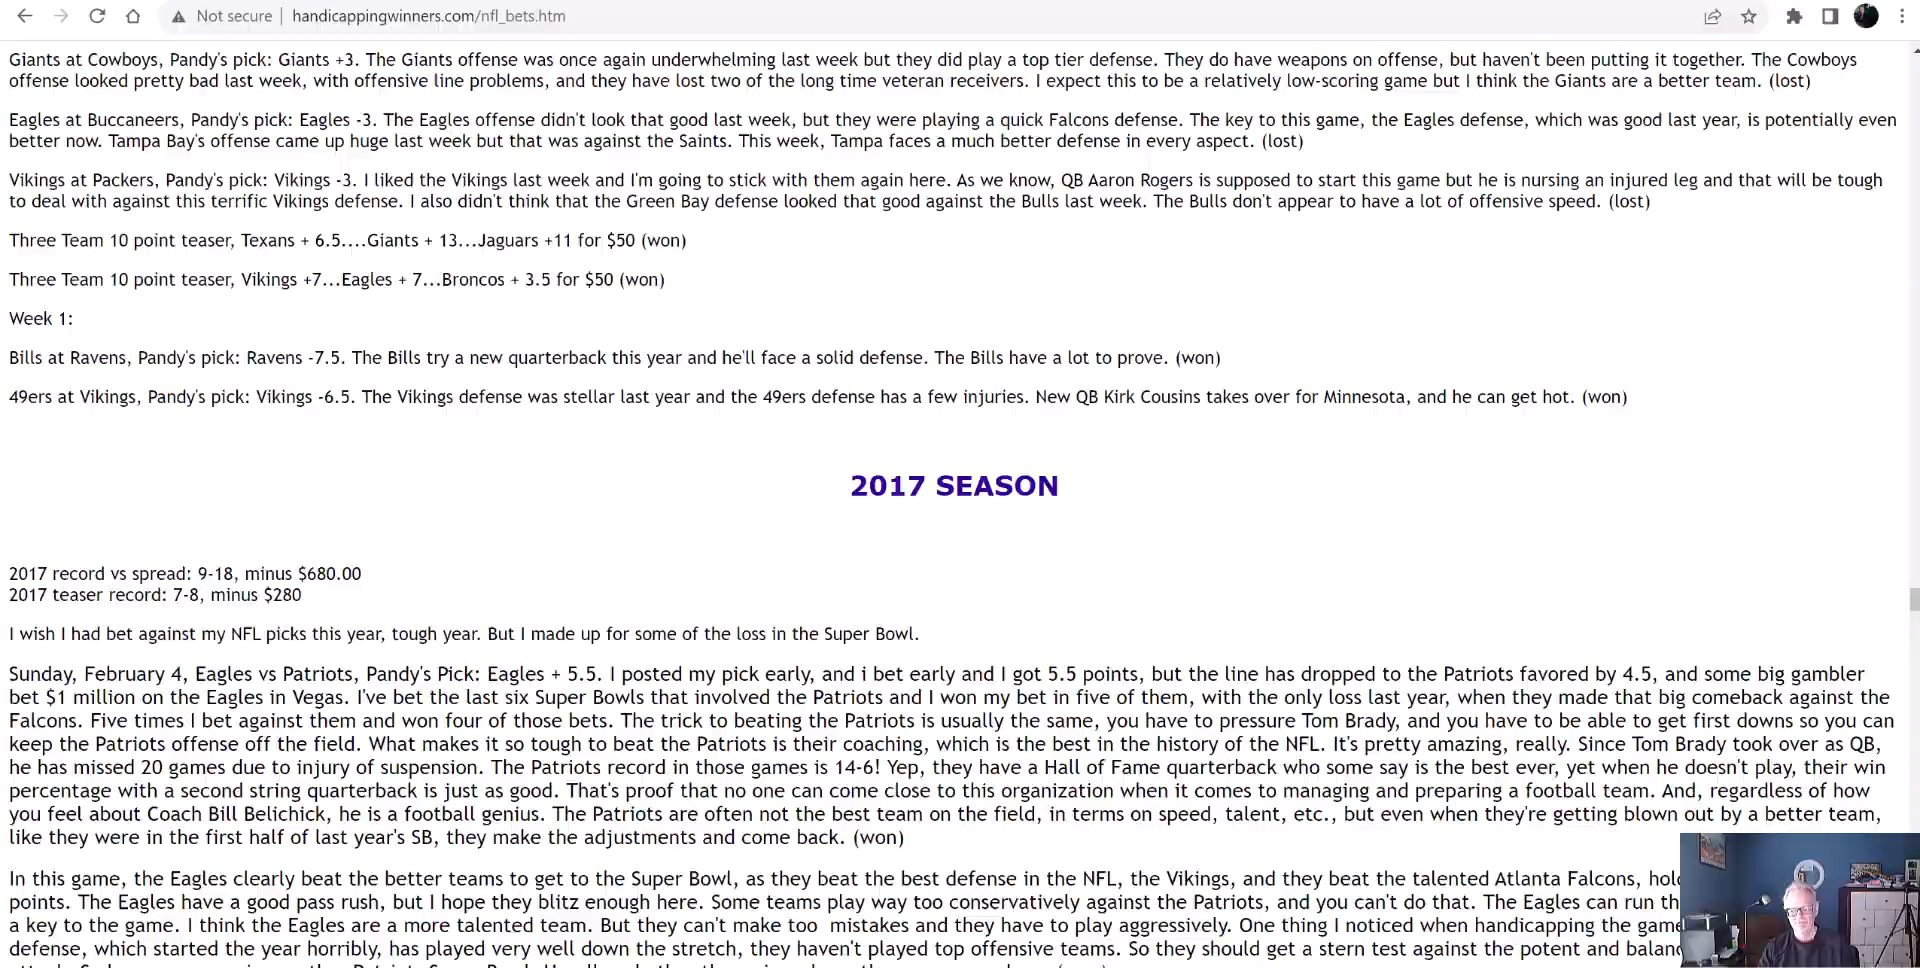 Not secure
handicappingwinners.com/nfl_bets.htm
Giants at Cowboys, Pandy's pick: Giants +3. The Giants offense was once again underwhelming last week but they did play a top tier defense. They do have weapons on offense, but haven't been putting it together. The Cowboys
offense looked pretty bad last week, with offensive line problems, and they have lost two of the long time veteran receivers. I expect this to be a relatively low-scoring game but I think the Giants are a better team. (lost)
Eagles at Buccaneers, Pandy's pick: Eagles -3. The Eagles offense didn't look that good last week, but they were playing a quick Falcons defense. The key to this game, the Eagles defense, which was good last year, is potentially even
better now. Tampa Bay's offense came up huge last week but that was against the Saints. This week, Tampa faces a much better defense in every aspect. (lost)
Vikings at Packers, Pandy's pick: Vikings -3. I liked the Vikings last week and I'm going to stick with them again here. As we know, QB Aaron Rogers is supposed to start this game but he is nursing an injured leg and that will be tough
to deal with against this terrific Vikings defense. I also didn't think that the Green Bay defense looked that good against the Bulls last week. The Bulls don't appear to have a lot of offensive speed. (lost)
Three Team 10 point teaser, Texans + 6.5....Giants + 13...Jaguars +11 for $50 (won)
Three Team 10 point teaser, Vikings +7...Eagles + 7...Broncos + 3.5 for $50 (won)
Week 1:
Bills at Ravens, Pandy's pick: Ravens -7.5. The Bills try a new quarterback this year and he'll face a solid defense. The Bills have a lot to prove. (won)
49ers at Vikings, Pandy's pick: Vikings -6.5. The Vikings defense was stellar last year and the 49ers defense has a few injuries. New QB Kirk Cousins takes over for Minnesota, and he can get hot. (won)
2017 SEASON
2017 record vs spread: 9-18, minus $680.00
2017 teaser record: 7-8, minus $280
I wish I had bet against my NFL picks this year, tough year. But I made up for some of the loss in the Super Bowl.
Sunday, February 4, Eagles vs Patriots, Pandy's Pick: Eagles + 5.5. I posted my pick early, and i bet early and I got 5.5 points, but the line has dropped to the Patriots favored by 4.5, and some big gambler
bet $1 million on the Eagles in Vegas. I've bet the last six Super Bowls that involved the Patriots and I won my bet in five of them, with the only loss last year, when they made that big comeback against the
Falcons. Five times I bet against them and won four of those bets. The trick to beating the Patriots is usually the same, you have to pressure Tom Brady, and you have to be able to get first downs so you can
keep the Patriots offense off the field. What makes it so tough to beat the Patriots is their coaching, which is the best in the history of the NFL. It's pretty amazing, really. Since Tom Brady took over as QB,
he has missed 20 games due to injury of suspension. The Patriots record in those games is 14-6! Yep, they have a Hall of Fame quarterback who some say is the best ever, yet when he doesn't play, their win
percentage with a second string quarterback is just as good. That's proof that no one can come close to this organization when it comes to managing and preparing a football team. And, regardless of how
you feel about Coach Bill Belichick, he is a football genius. The Patriots are often not the best team on the field, in terms on speed, talent, etc., but even when they're getting blown out by a better team,
like they were in the first half of last year's SB, they make the adjustments and come back. (won)
In this game, the Eagles clearly beat the better teams to get to the Super Bowl, as they beat the best defense in the NFL, the Vikings, and they beat the talented Atlanta Falcons,
points. The Eagles have a good pass rush, but I hope they blitz enough here. Some teams play way too conservatively against the Patriots, and you can't do that. The Eagles can run
a key to the game. I think the Eagles are a more talented team. But they can't make too mistakes and they have to play aggressively. One thing I noticed when handicapping the game
defense, which started the year horribly, has played very well down the stretch, they haven't played top offensive teams. So they should get a stern test against the potent and